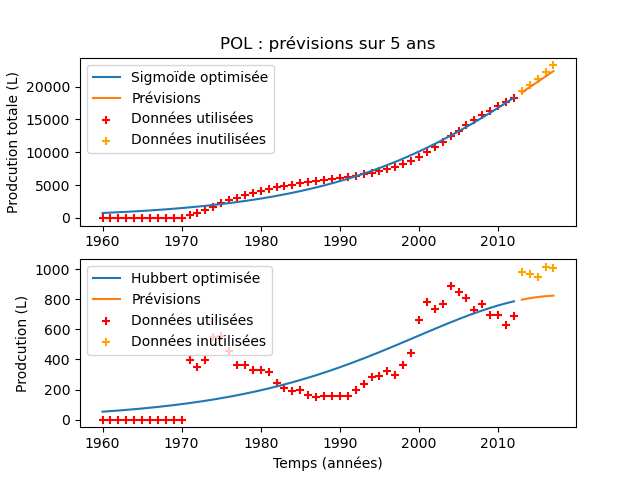 POL : prévisions sur 5 ans
Prodcution totale (L)
20000
15000
10000
5000
0
Sigmoïde optimisée
Prévisions
Données utilisées
Données inutilisées
1960 1970 1980 1990 2000 2010
Prodcution (L)
1000
800
600
400
200
0
Hubbert optimisée
Prévisions
Données utilisées
Données inutilisées
1960 1970 1980 1990 2000 2010
Temps (années)